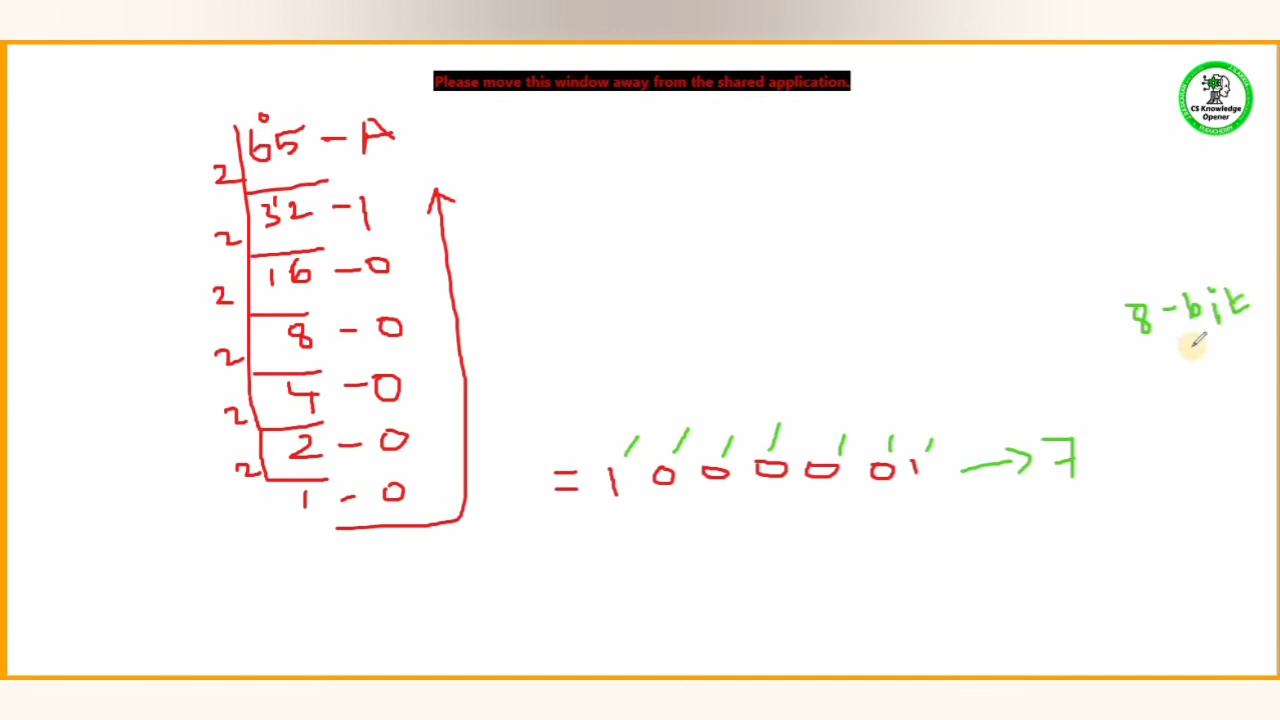 Please move this window away from the shared application.
CS Knowledge
Opener
65 - A
2
32 - 1
2
16 - 0
2
8 - 0
2
4 - 0
2
2 - 0
2
1 - 0
8-bit
= 1 0 0 0 0 0 1 → 7